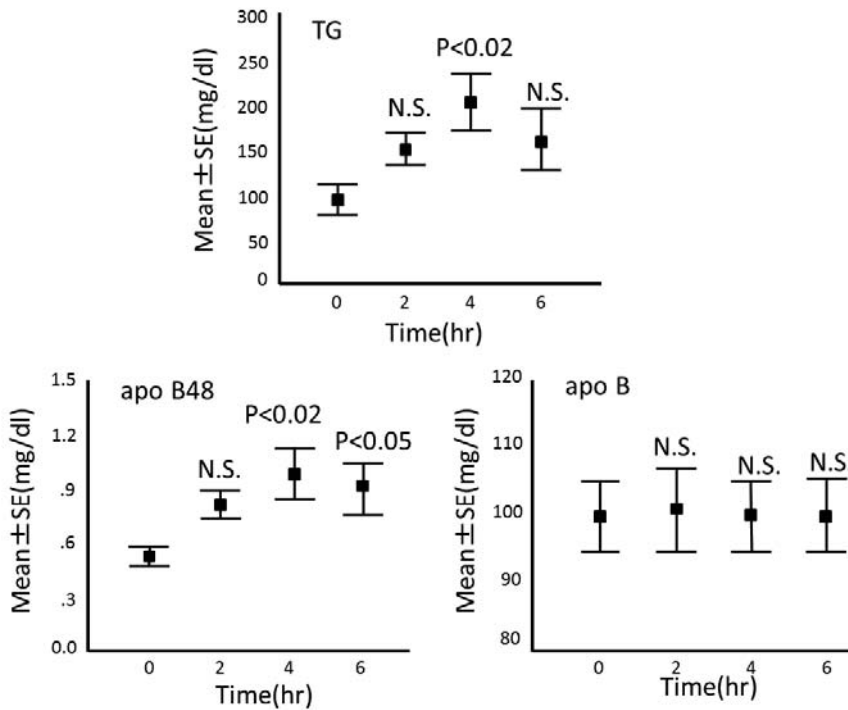 TG
Mean±SE(mg/dl)
300
250
200
150
100
50
0
N.S.
P<0.02
N.S.
0 2 4 6
Time(hr)
apo B48
Mean±SE(mg/dl)
1.5
1.2
.9
.6
.3
0.0
N.S.
P<0.02
P<0.05
0 2 4 6
Time(hr)
apo B
Mean±SE(mg/dl)
120
110
100
90
80
N.S.
N.S.
N.S
0 2 4 6
Time(hr)